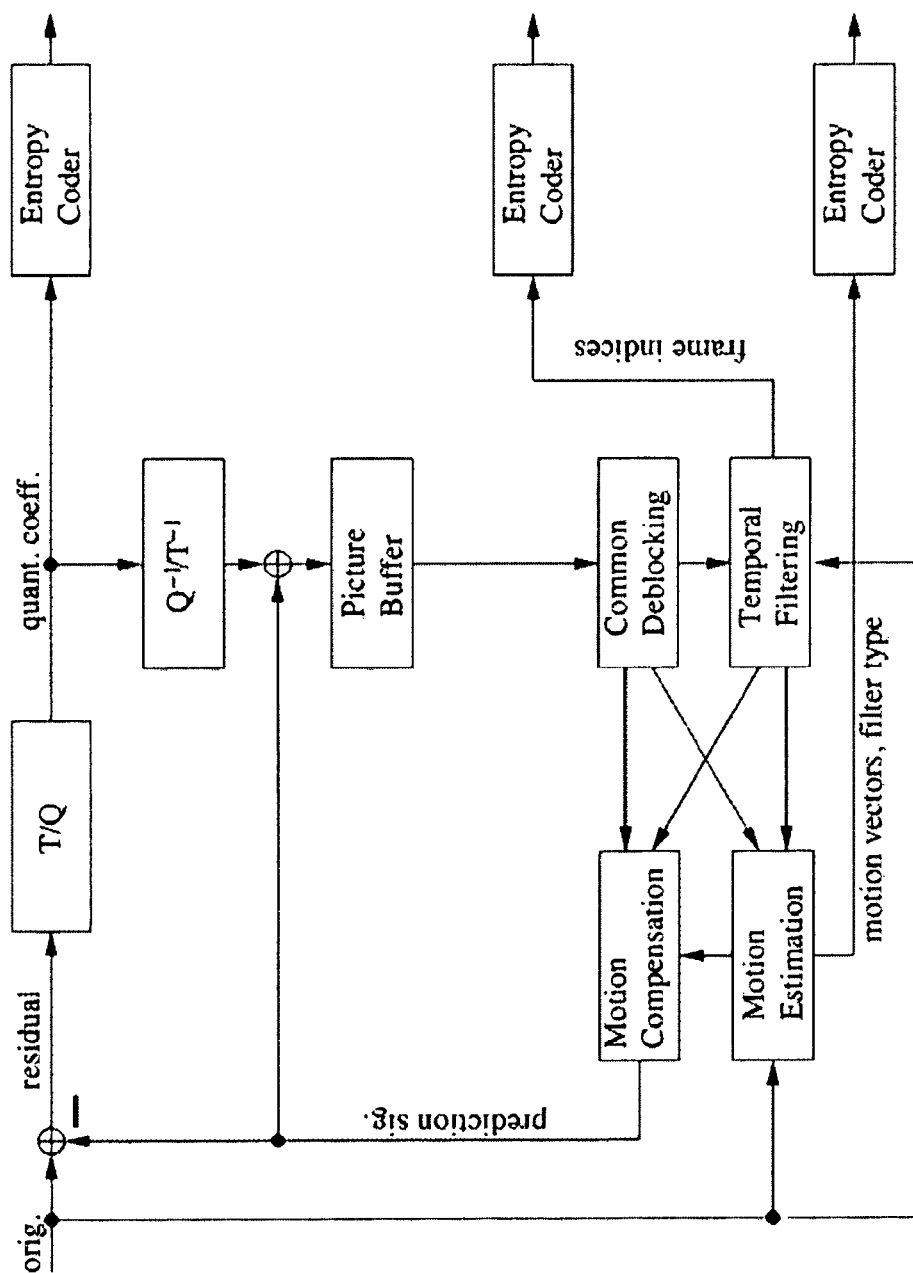 orig.
residual
T/Q
quant. coeff.
Entropy
Coder
Q⁻¹/T⁻¹
Picture
Buffer
prediction sig.
Motion
Compensation
Common
Deblocking
frame indices
Entropy
Coder
Motion
Estimation
Temporal
Filtering
motion vectors, filter type
Entropy
Coder